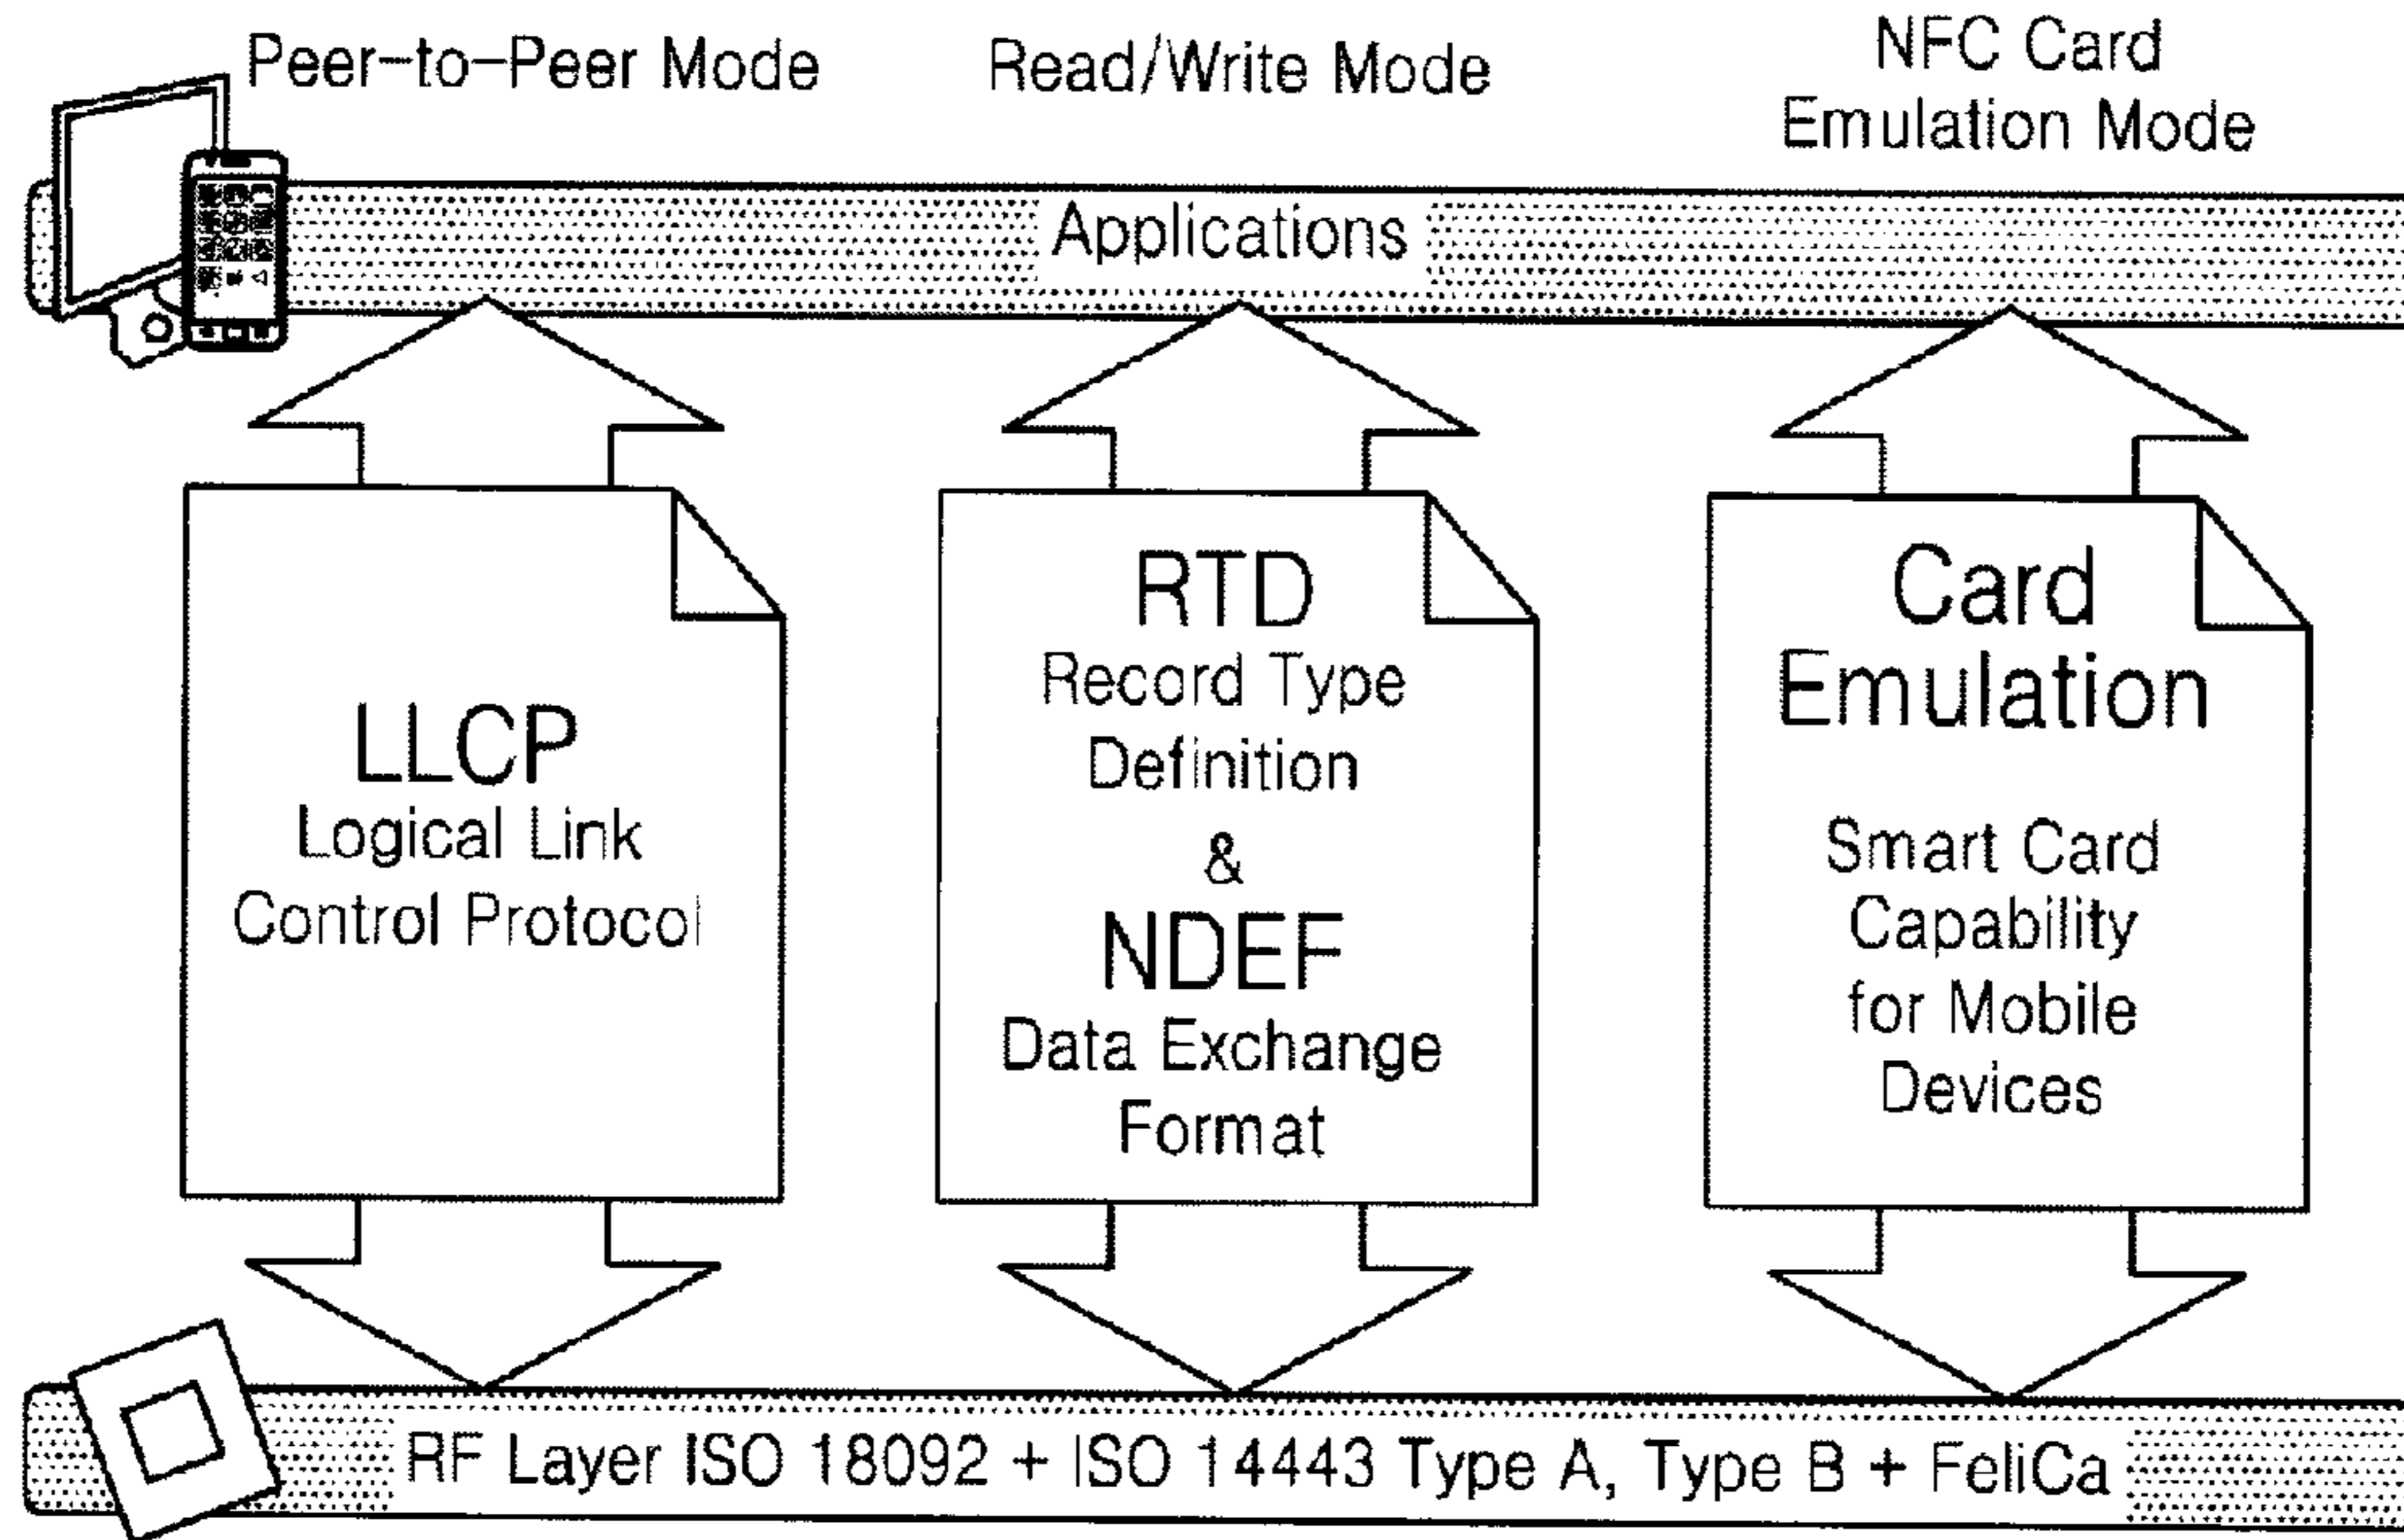 Peer-to-Peer Mode
Read/Write Mode
NFC Card
Emulation Mode
Applications
LLCP
Logical Link
Control Protocol
RTD
Record Type
Definition
&
NDEF
Data Exchange
Format
Card
Emulation
Smart Card
Capability
for Mobile
Devices
RF Layer ISO 18092 + ISO 14443 Type A, Type B + FeliCa